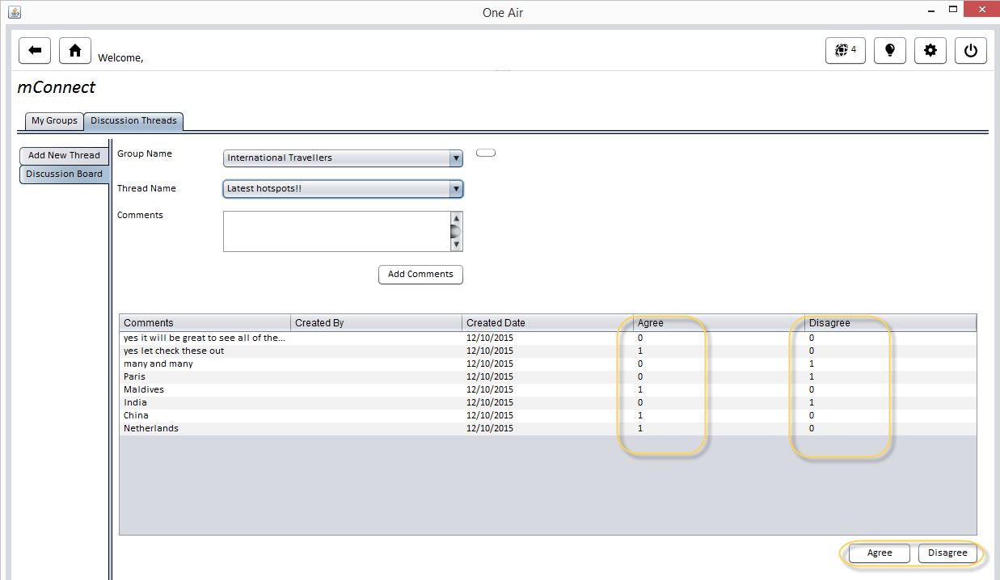 One Air
Welcome,
4
mConnect
My Groups
Discussion Threads
Add New Thread
Discussion Board
Group Name
International Travellers
Thread Name
Latest hotspots!!
Comments
Add Comments
Comments Created By Created Date Agree Disagree
yes it will be great to see all of the... 12/10/2015 0 0
yes let check these out 12/10/2015 1 0
many and many 12/10/2015 0 1
Paris 12/10/2015 0 1
Maldives 12/10/2015 1 0
India 12/10/2015 0 1
China 12/10/2015 1 0
Netherlands 12/10/2015 1 0
Agree
Disagree